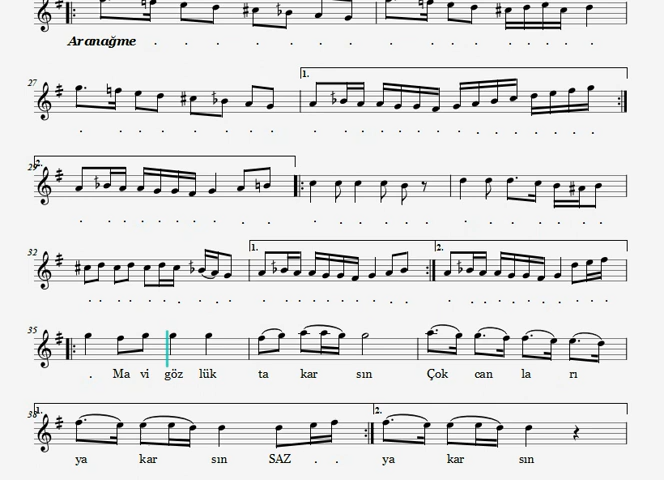 Aranağme . . . . . . . . . .
27
1.
. . . . . . . . . . . . . .
29
2.
. . . . . . . . . . . . . .
32
1.
2.
. . . . . . . . . . . . . . . . . .
35
. Ma vi göz lük ta kar sın Çok can la rı
38
1.
2.
ya kar sın SAZ . . ya kar sın